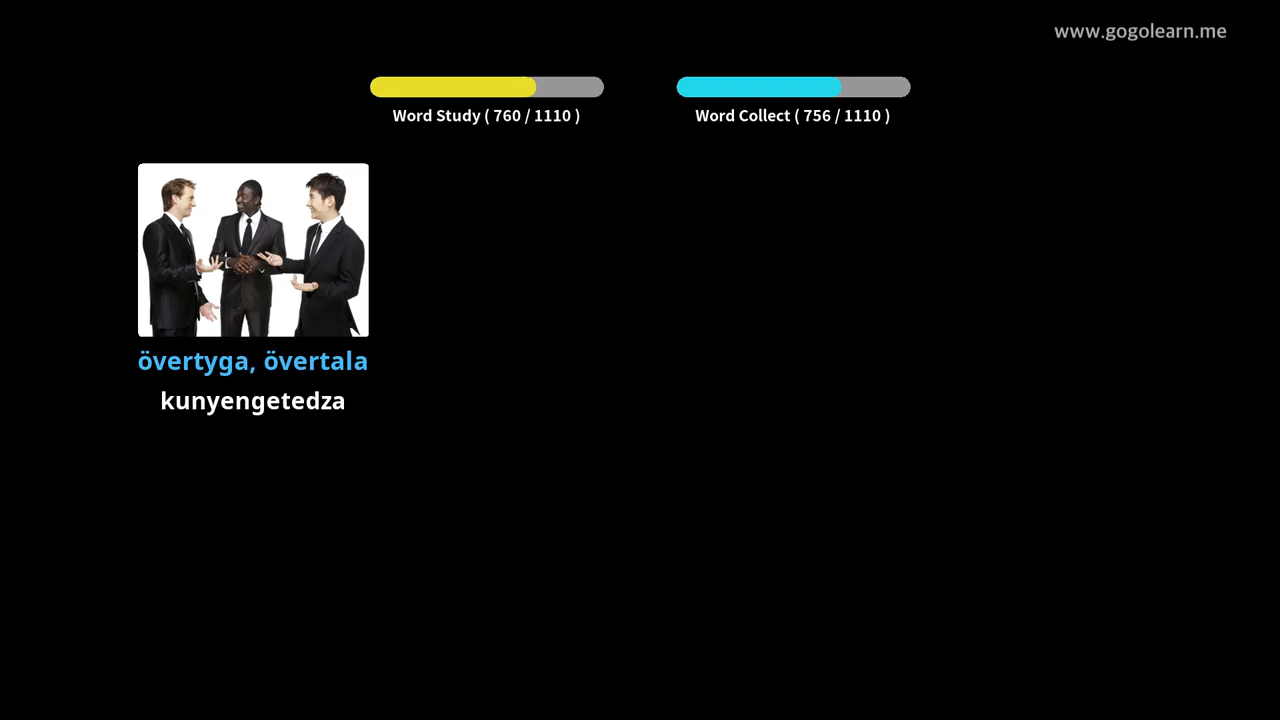 www.gogolearn.me
Word Study ( 760 / 1110 )
Word Collect ( 756 / 1110 )
övertyga, övertala
kunyengetedza